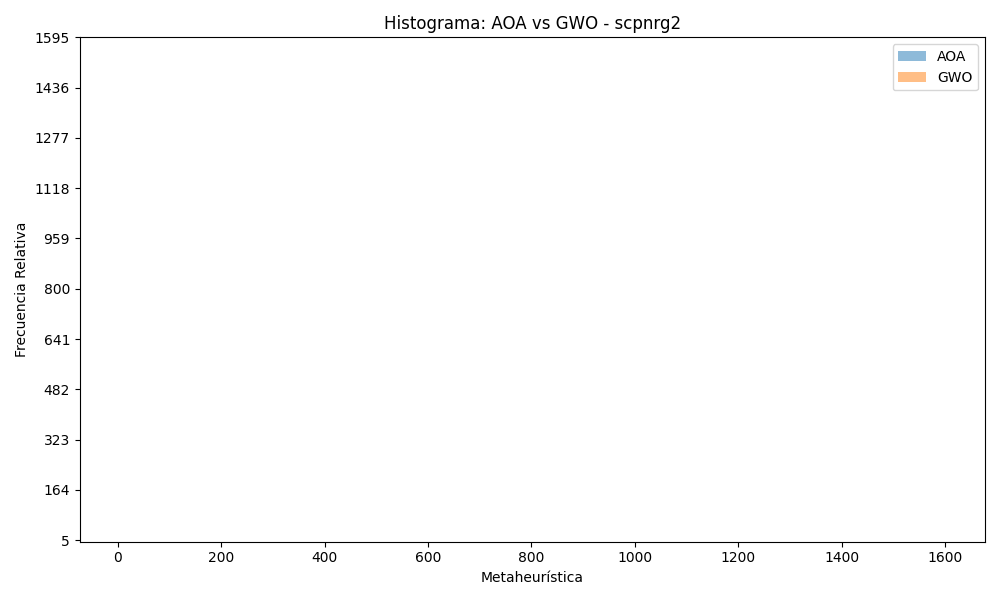 Histograma: AOA vs GWO - scpnrg2
AOA
GWO
Frecuencia Relativa
1595
1436
1277
1118
959
800
641
482
323
164
5
0 200 400 600 800 1000 1200 1400 1600
Metaheurística